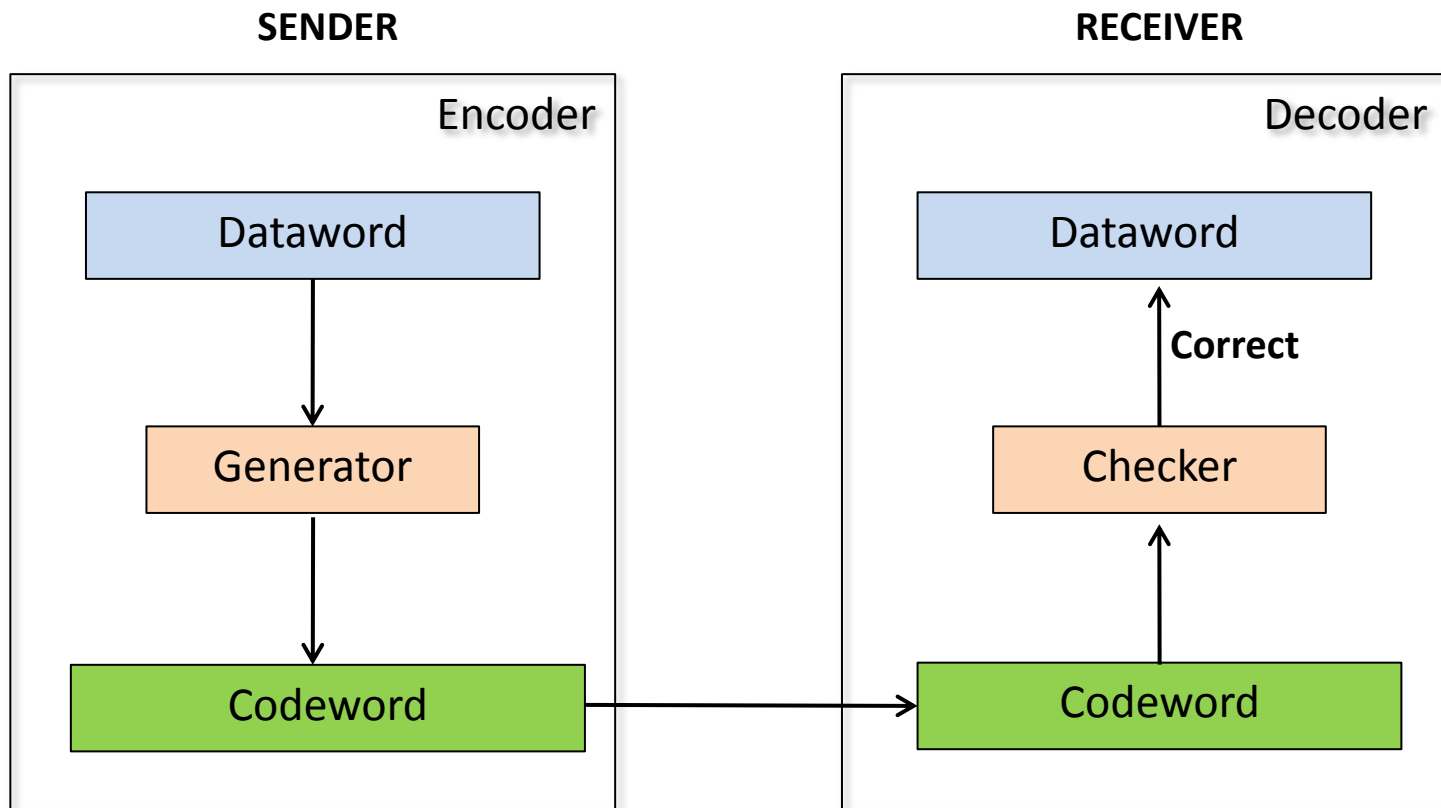 SENDER
RECEIVER
Encoder
Decoder
Dataword
Dataword
Correct
Generator
Checker
Codeword
Codeword